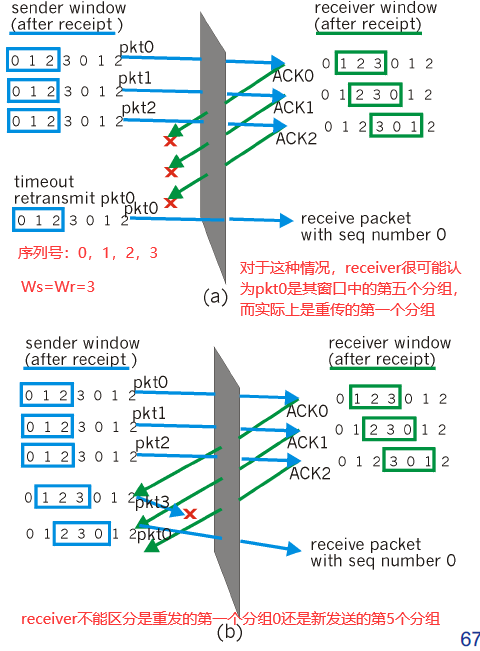 sender window
(after receipt)
receiver window
(after receipt)
0 1 2 3 0 1 2
pkt0
ACK0
0 1 2 3 0 1 2
0 1 2 3 0 1 2
pkt1
ACK1
0 1 2 3 0 1 2
0 1 2 3 0 1 2
pkt2
ACK2
0 1 2 3 0 1 2
timeout
retransmit pkt0
0 1 2 3 0 1 2
pkt0
receive packet
with seq number 0
序列号：0，1，2，3
Ws=Wr=3
对于这种情况，receiver很可能认
为pkt0是其窗口中的第五个分组，
而实际上是重传的第一个分组
(a)
sender window
(after receipt)
receiver window
(after receipt)
0 1 2 3 0 1 2
pkt0
ACK0
0 1 2 3 0 1 2
0 1 2 3 0 1 2
pkt1
ACK1
0 1 2 3 0 1 2
0 1 2 3 0 1 2
pkt2
ACK2
0 1 2 3 0 1 2
0 1 2 3 0 1 2
pkt3
0 1 2 3 0 1 2
pkt0
receive packet
with seq number 0
receiver不能区分是重发的第一个分组0还是新发送的第5个分组
(b)
67